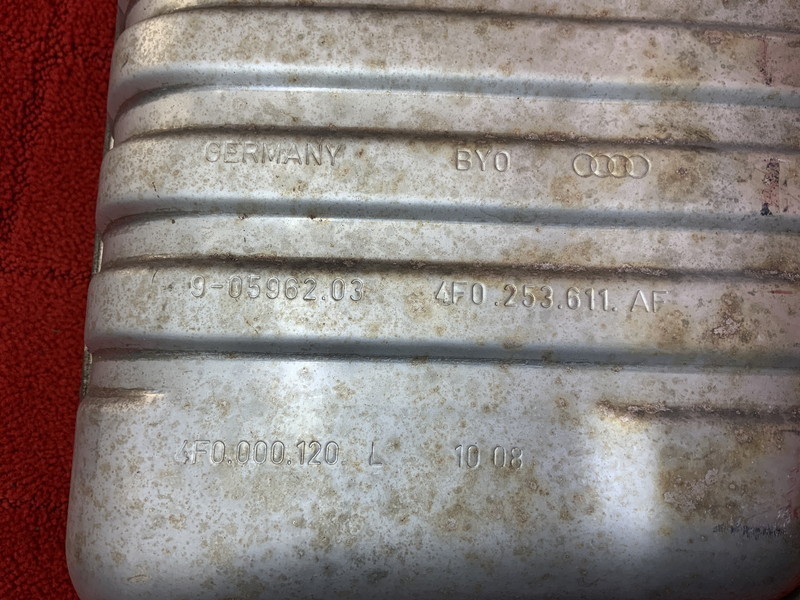 GERMANY BYO
9-05962.03 4F0.253.611. AF
4F0.000.120. L 10 08